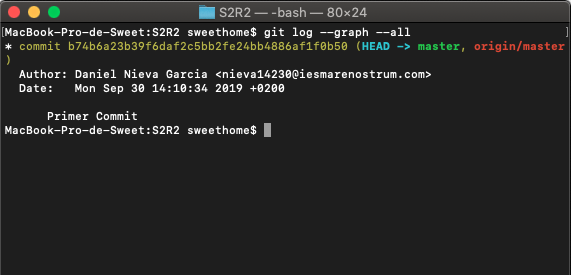 S2R2 — -bash — 80×24
[MacBook-Pro-de-Sweet:S2R2 sweethome$ git log --graph --all ]
* commit b74b6a23b39f6daf2c5bb2fe24bb4886af1f0b50 (HEAD -> master, origin/master
)
Author: Daniel Nieva Garcia <nieva14230@iesmarenostrum.com>
Date:   Mon Sep 30 14:10:34 2019 +0200
Primer Commit
MacBook-Pro-de-Sweet:S2R2 sweethome$